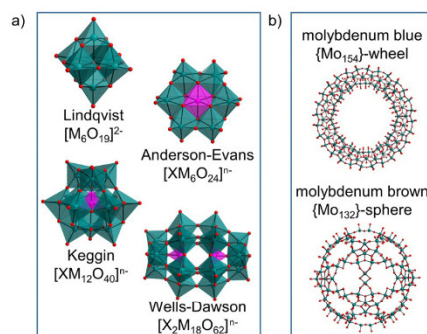 a)
Lindqvist
[M₆O₁₉]²⁻
Anderson-Evans
[XM₆O₂₄]ⁿ⁻
Keggin
[XM₁₂O₄₀]ⁿ⁻
Wells-Dawson
[X₂M₁₈O₆₂]ⁿ⁻
b)
molybdenum blue
{Mo₁₅₄}-wheel
molybdenum brown
{Mo₁₃₂}-sphere